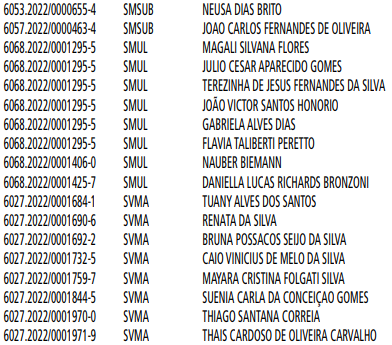 6053.2022/0000655-4 SMSUB NEUSA DIAS BRITO
6057.2022/0000463-4 SMSUB JOAO CARLOS FERNANDES DE OLIVEIRA
6068.2022/0001295-5 SMUL MAGALI SILVANA FLORES
6068.2022/0001295-5 SMUL JULIO CESAR APARECIDO GOMES
6068.2022/0001295-5 SMUL TEREZINHA DE JESUS FERNANDES DA SILVA
6068.2022/0001295-5 SMUL JOÃO VICTOR SANTOS HONORIO
6068.2022/0001295-5 SMUL GABRIELA ALVES DIAS
6068.2022/0001295-5 SMUL FLAVIA TALIBERTI PERETTO
6068.2022/0001406-0 SMUL NAUBER BIEMANN
6068.2022/0001425-7 SMUL DANIELLA LUCAS RICHARDS BRONZONI
6027.2022/0001684-1 SVMA TUANY ALVES DOS SANTOS
6027.2022/0001690-6 SVMA RENATA DA SILVA
6027.2022/0001692-2 SVMA BRUNA POSSACOS SEIJO DA SILVA
6027.2022/0001732-5 SVMA CAIO VINICIUS DE MELO DA SILVA
6027.2022/0001759-7 SVMA MAYARA CRISTINA FOLGATI SILVA
6027.2022/0001844-5 SVMA SUENIA CARLA DA CONCEIÇAO GOMES
6027.2022/0001970-0 SVMA THIAGO SANTANA CORREIA
6027.2022/0001971-9 SVMA THAIS CARDOSO DE OLIVEIRA CARVALHO